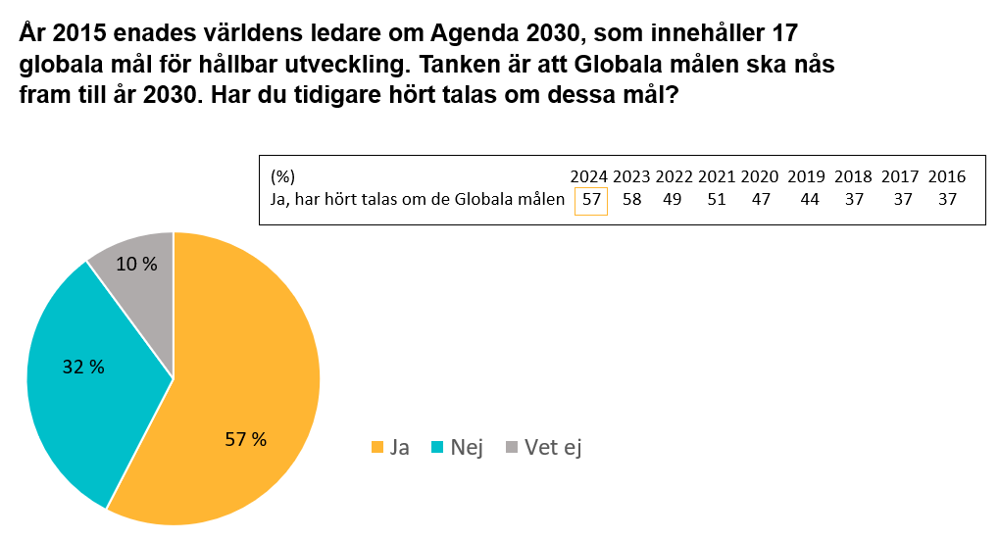 År 2015 enades världens ledare om Agenda 2030, som innehåller 17
globala mål för hållbar utveckling. Tanken är att Globala målen ska nås
fram till år 2030. Har du tidigare hört talas om dessa mål?
(%) 2024 2023 2022 2021 2020 2019 2018 2017 2016
Ja, har hört talas om de Globala målen 57 58 49 51 47 44 37 37 37
10 %
32 %
57 %
Ja Nej Vet ej